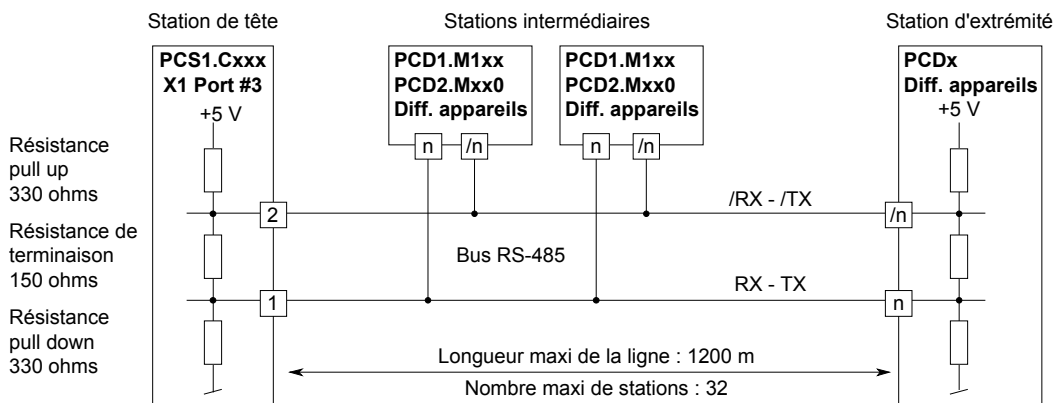 Station de tête
Stations intermédiaires
Station d'extrémité
PCS1.Cxxx
X1 Port #3
+5 V
PCD1.M1xx
PCD2.Mxx0
Diff. appareils
n
/n
PCD1.M1xx
PCD2.Mxx0
Diff. appareils
n
/n
PCDx
Diff. appareils
+5 V
Résistance
pull up
330 ohms
2
/RX - /TX
/n
Résistance de
terminaison
150 ohms
Bus RS-485
1
RX - TX
n
Résistance
pull down
330 ohms
Longueur maxi de la ligne : 1200 m
Nombre maxi de stations : 32